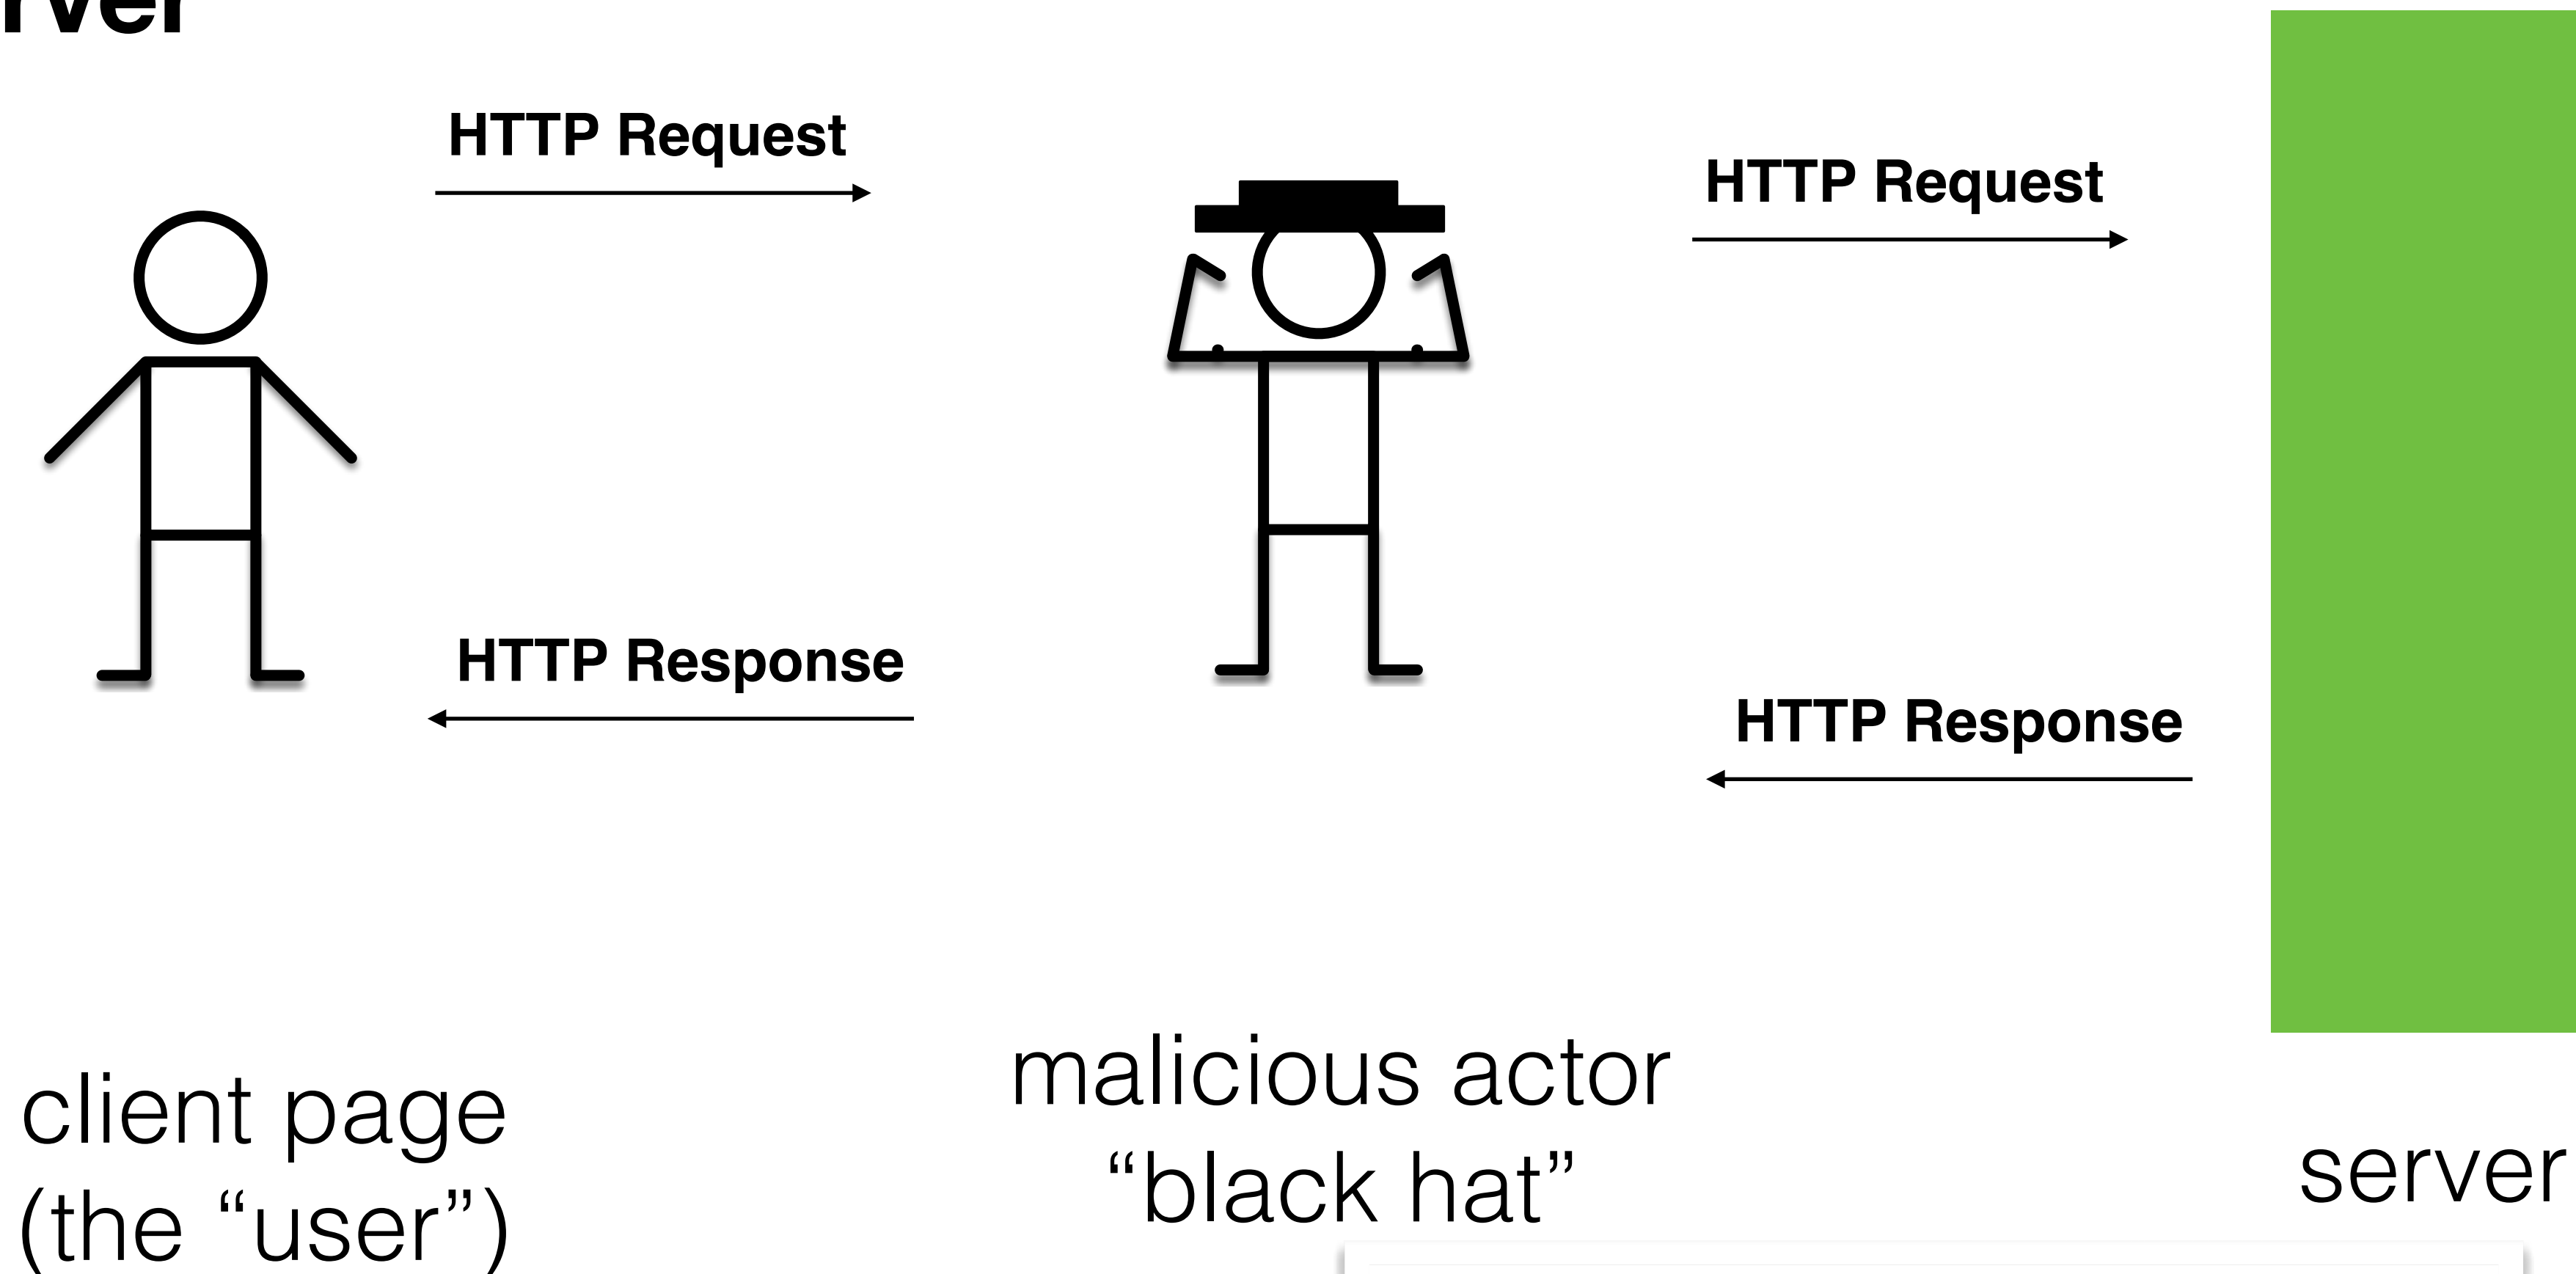 HTTP Request
HTTP Request
HTTP Response
HTTP Response
client page
(the “user”)
malicious actor
“black hat”
server